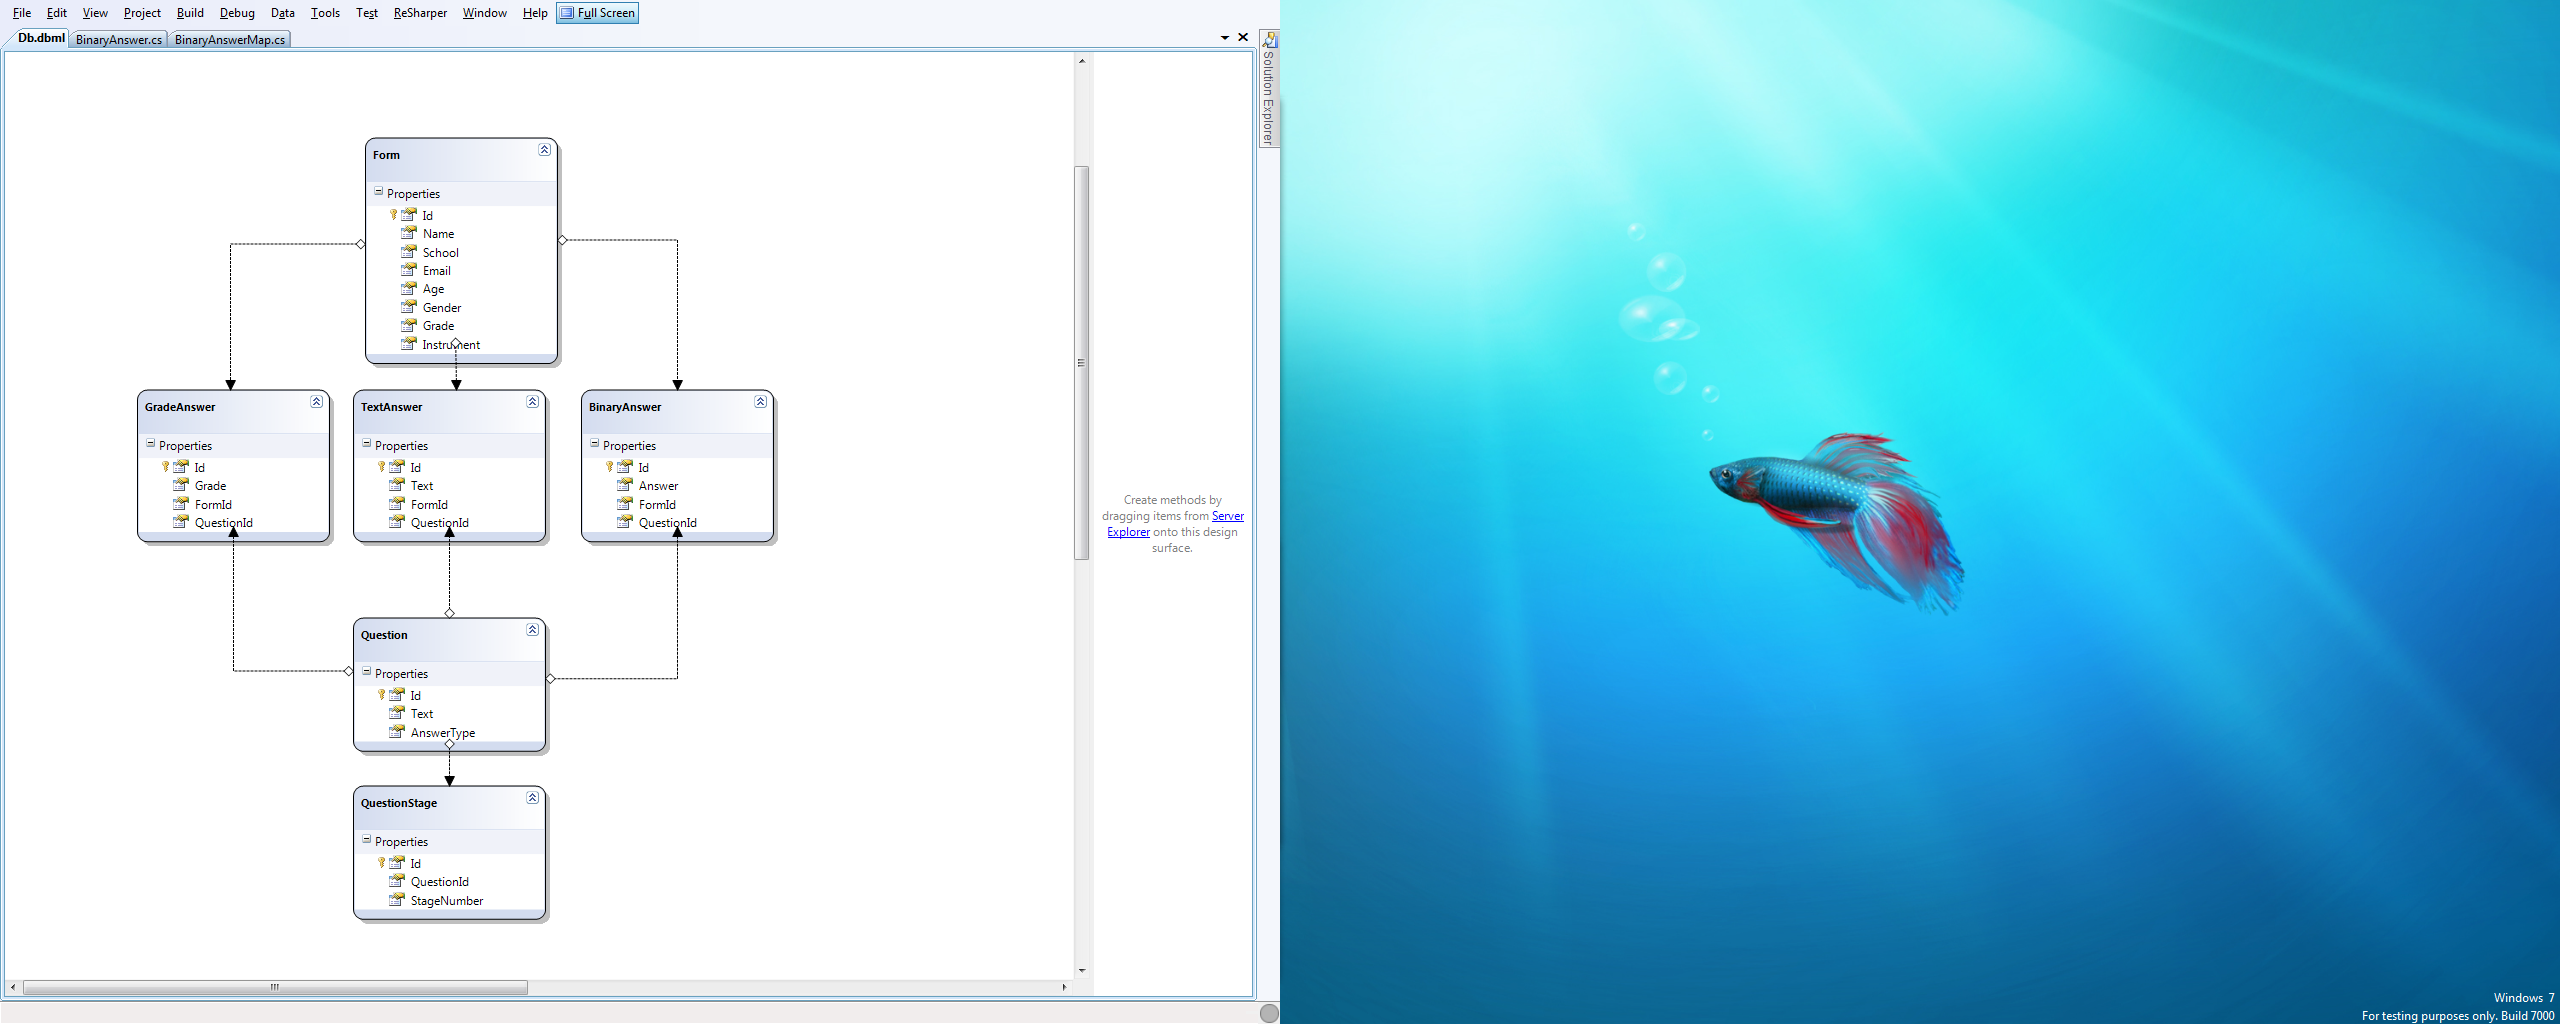 File Edit View Project Build Debug Data Tools Test ReSharper Window Help Full Screen
Db.dbml BinaryAnswer.cs BinaryAnswerMap.cs
Solution Explorer
Form
Properties
Id
Name
School
Email
Age
Gender
Grade
Instrument
GradeAnswer
Properties
Id
Grade
FormId
QuestionId
TextAnswer
Properties
Id
Text
FormId
QuestionId
BinaryAnswer
Properties
Id
Answer
FormId
QuestionId
Question
Properties
Id
Text
AnswerType
QuestionStage
Properties
Id
QuestionId
StageNumber
Create methods by
dragging items from Server
Explorer onto this design
surface.
Windows 7
For testing purposes only. Build 7000